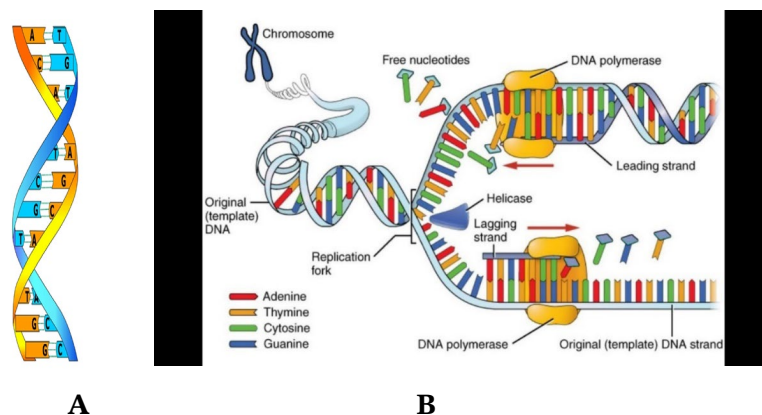 A T
C G
A T
T A
C G
G C
T A
T A
G C
G C
Chromosome
Free nucleotides
DNA polymerase
Leading strand
Original
(template)
DNA
Helicase
Lagging
strand
Replication
fork
Adenine
Thymine
Cytosine
Guanine
DNA polymerase
Original (template) DNA strand
A
B